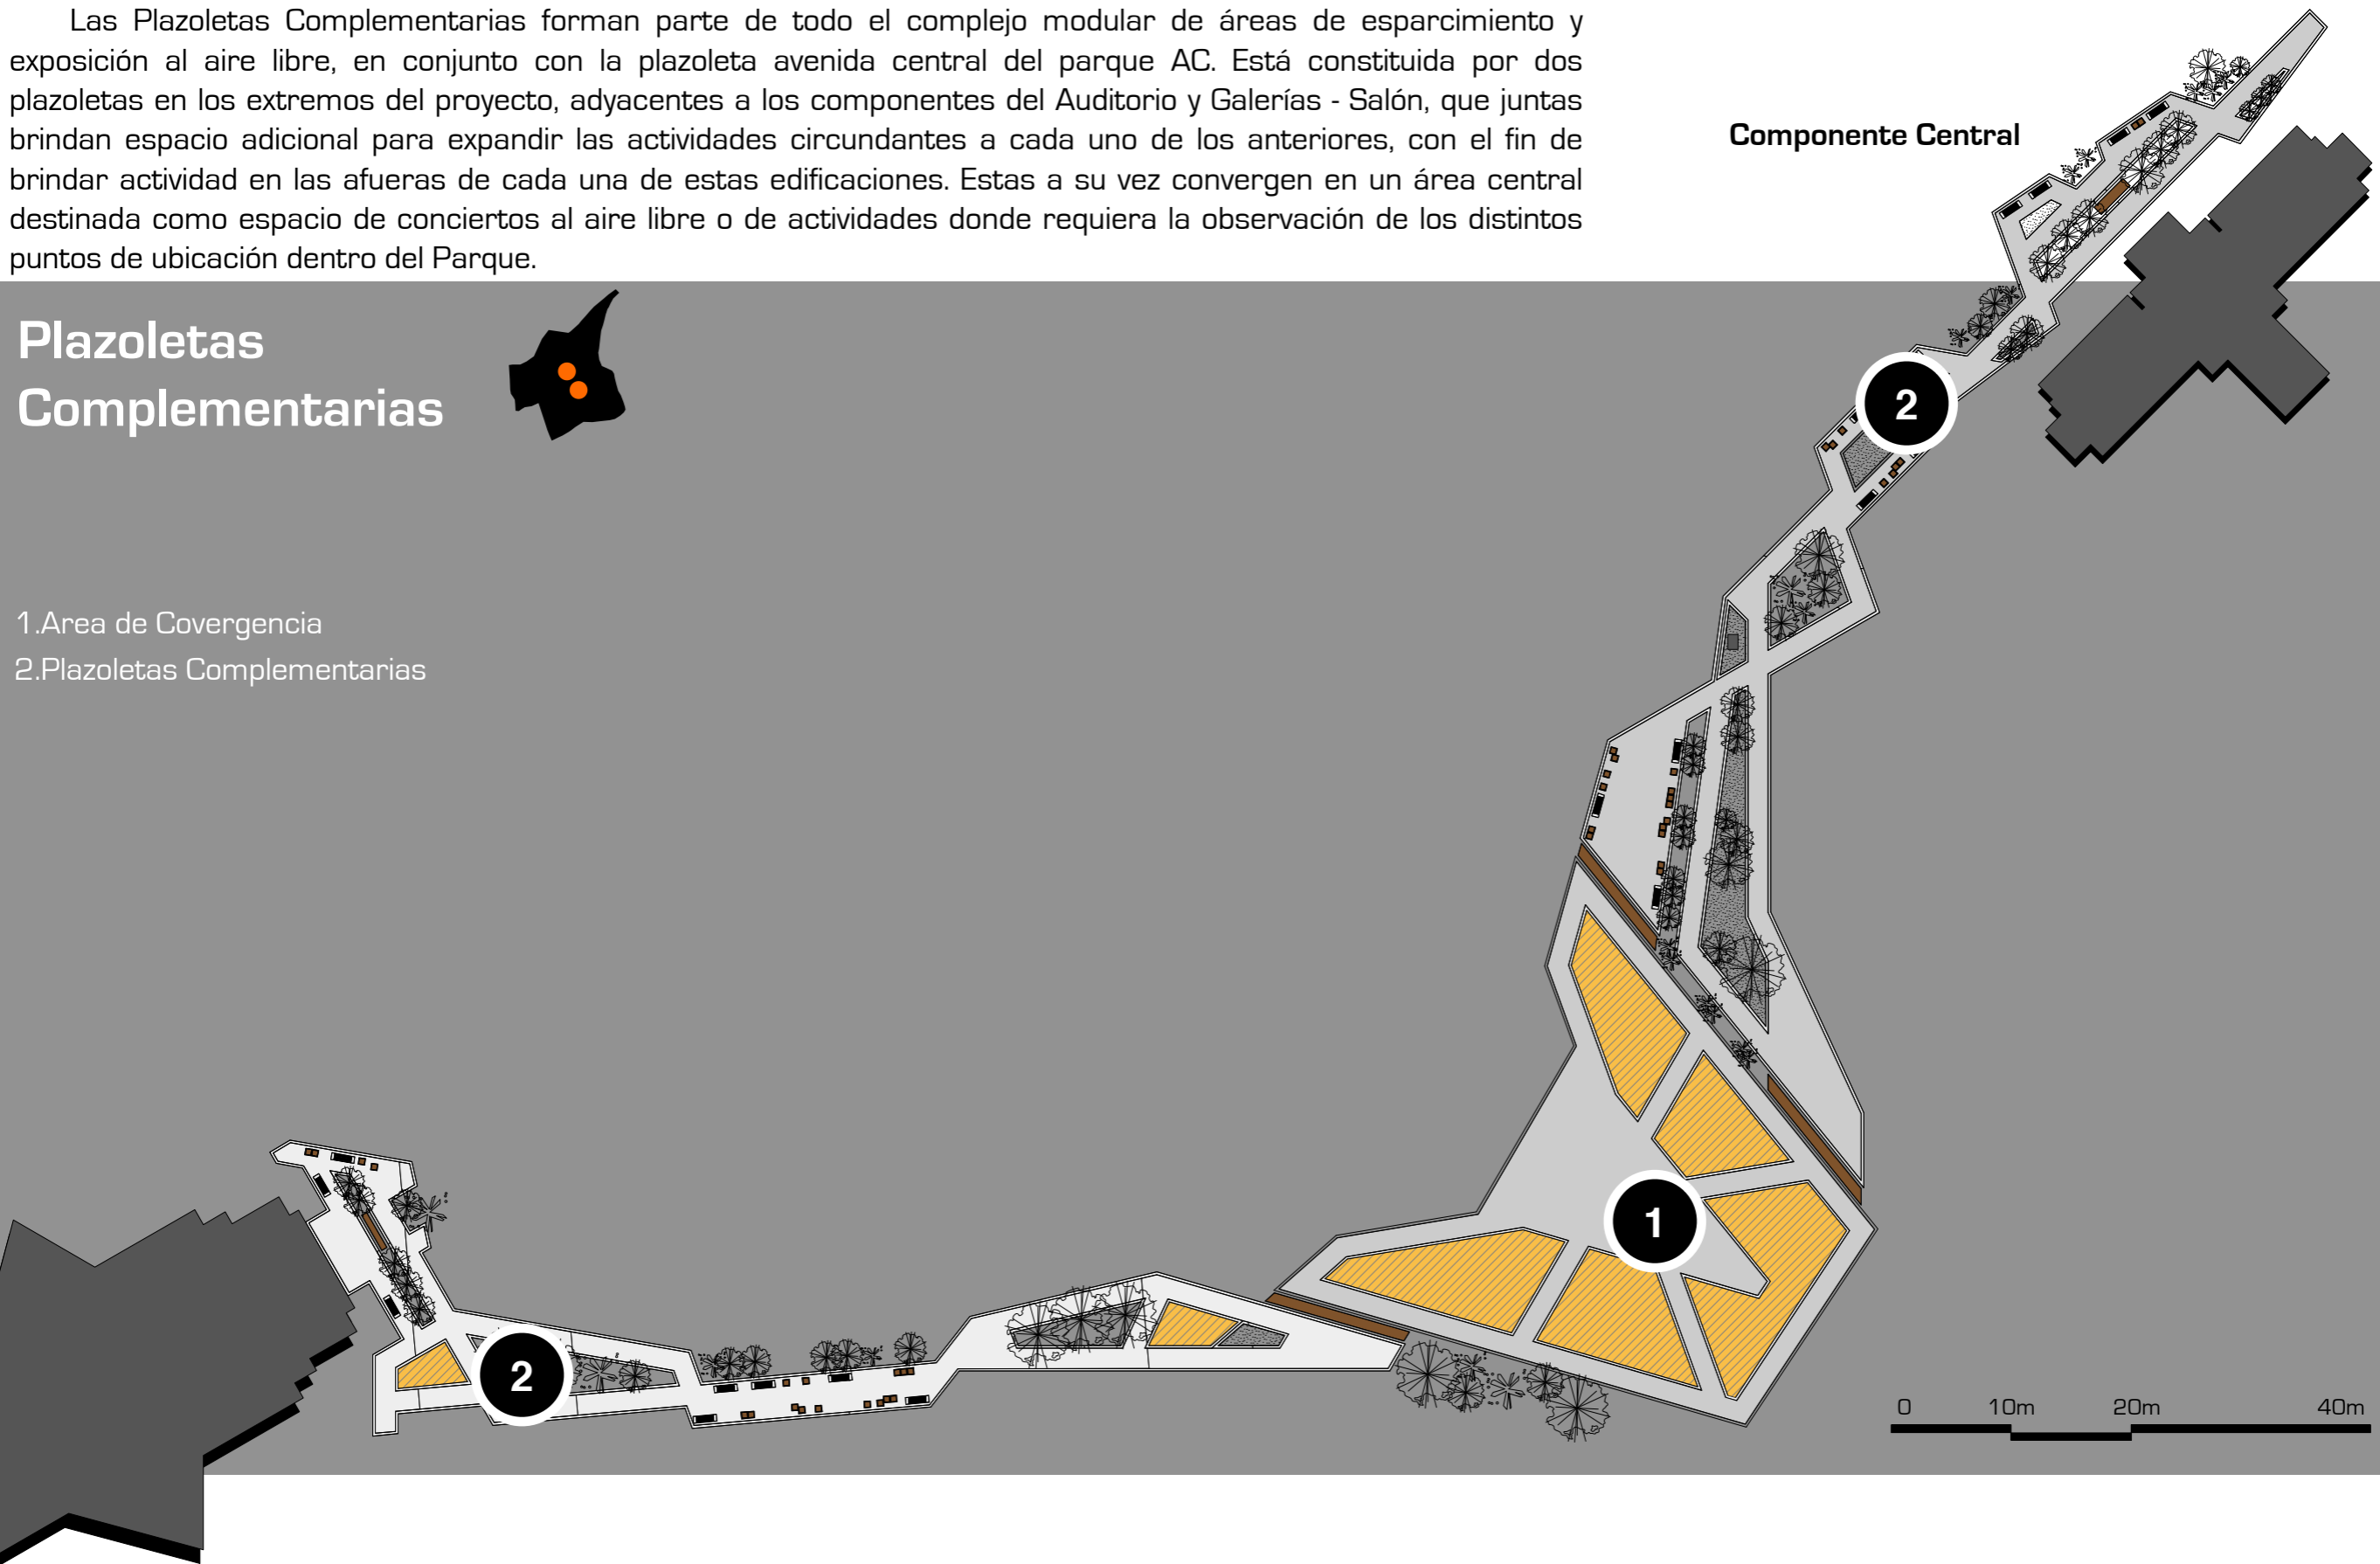 Las Plazoletas Complementarias forman parte de todo el complejo modular de áreas de esparcimiento y
exposición al aire libre, en conjunto con la plazoleta avenida central del parque AC. Está constituida por dos
plazoletas en los extremos del proyecto, adyacentes a los componentes del Auditorio y Galerías - Salón, que juntas
brindan espacio adicional para expandir las actividades circundantes a cada uno de los anteriores, con el fin de
brindar actividad en las afueras de cada una de estas edificaciones. Estas a su vez convergen en un área central
destinada como espacio de conciertos al aire libre o de actividades donde requiera la observación de los distintos
puntos de ubicación dentro del Parque.
Componente Central
Plazoletas
Complementarias
1.Area de Covergencia
2.Plazoletas Complementarias
2
1
2
0 10m 20m 40m